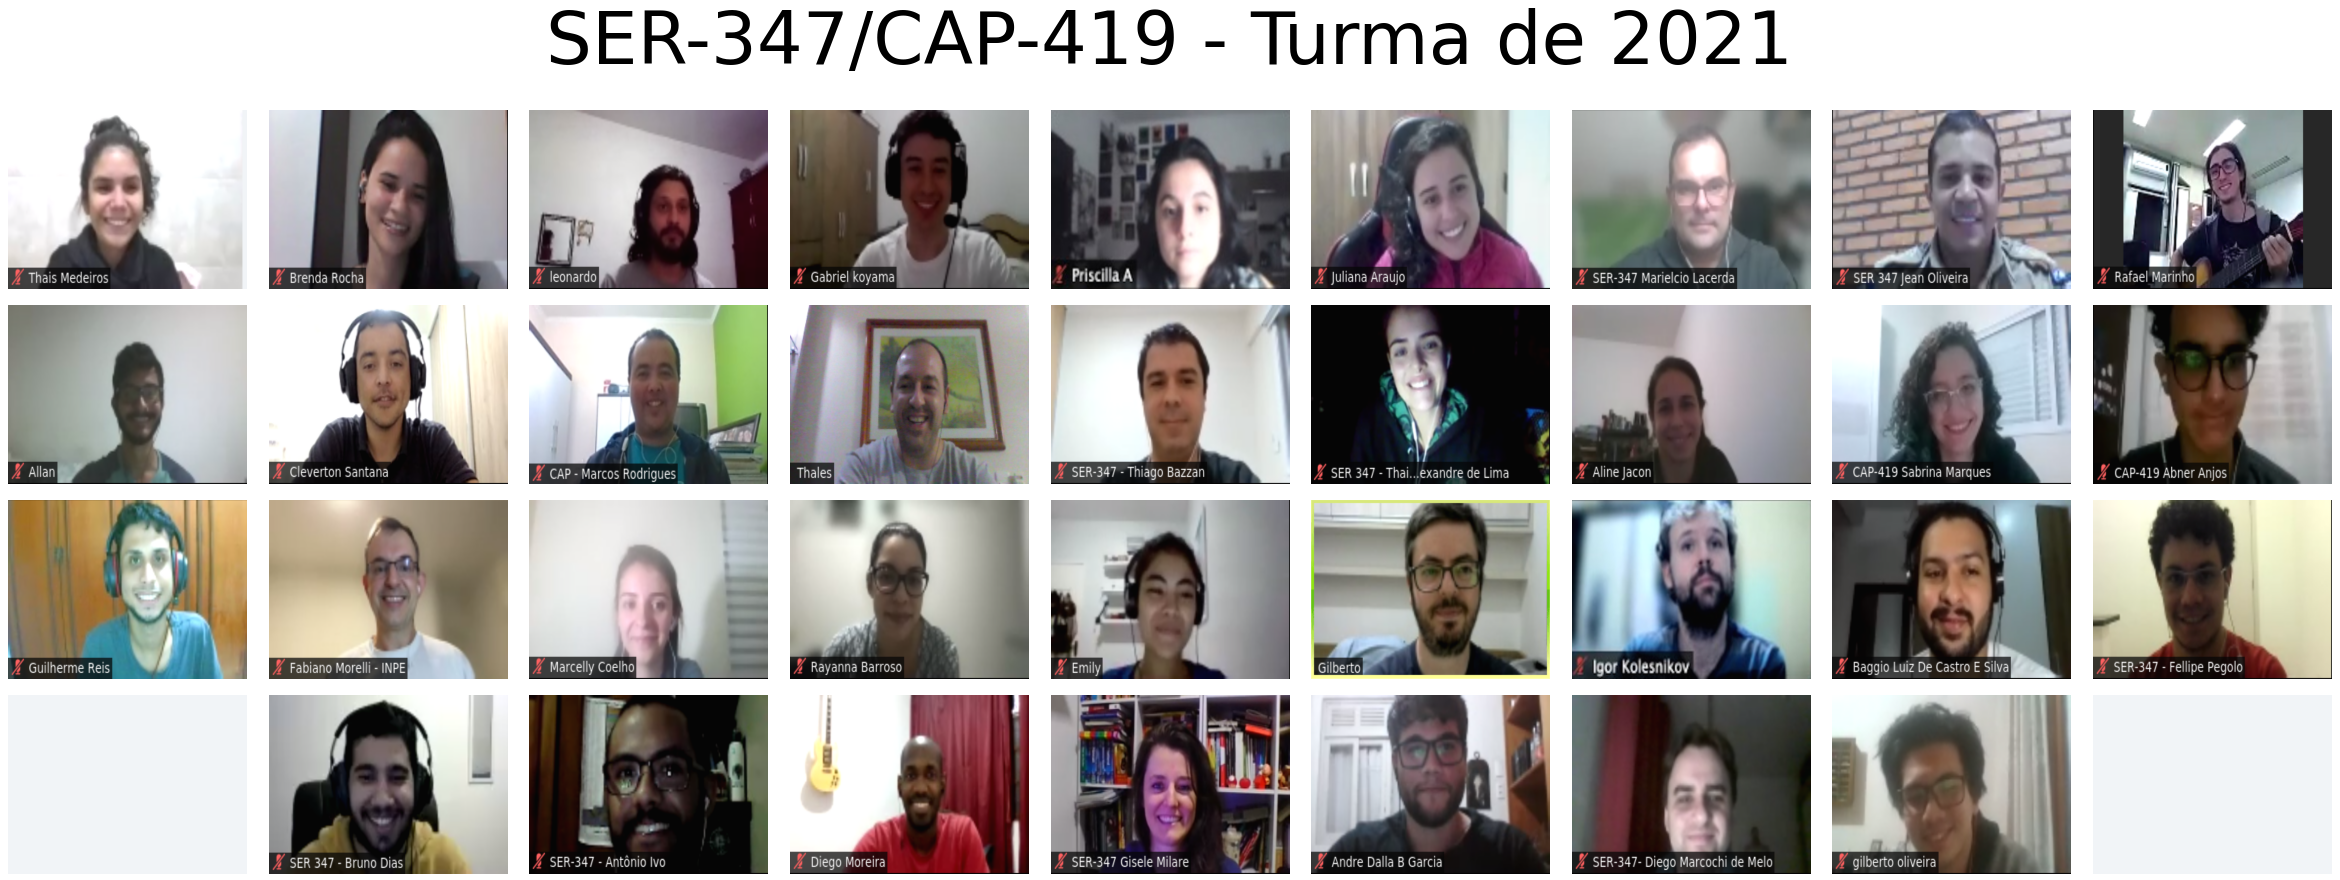 SER-347/CAP-419 - Turma de 2021
Thais Medeiros
Brenda Rocha
leonardo
Gabriel koyama
Priscilla A
Juliana Araujo
SER-347 Marielcio Lacerda
SER 347 Jean Oliveira
Rafael Marinho
Allan
Cleverton Santana
CAP - Marcos Rodrigues
Thales
SER-347 - Thiago Bazzan
SER 347 - Thai...exandre de Lima
Aline Jacon
CAP-419 Sabrina Marques
CAP-419 Abner Anjos
Guilherme Reis
Fabiano Morelli - INPE
Marcelly Coelho
Rayanna Barroso
Emily
Gilberto
Igor Kolesnikov
Baggio Luiz De Castro E Silva
SER-347 - Fellipe Pegolo
SER 347 - Bruno Dias
SER-347 - Antônio Ivo
Diego Moreira
SER-347 Gisele Milare
Andre Dalla B Garcia
SER-347- Diego Marcochi de Melo
gilberto oliveira